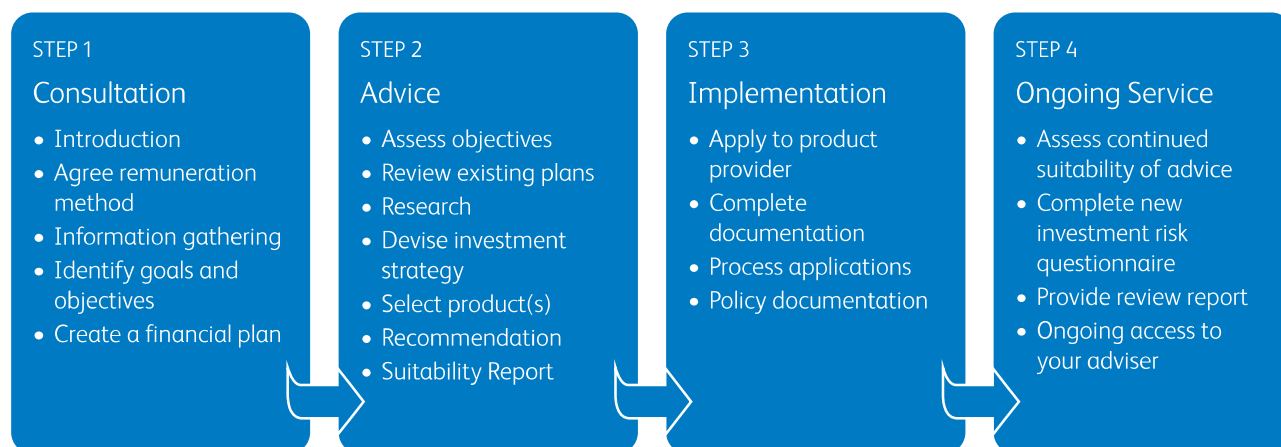 STEP 1
Consultation
• Introduction
• Agree remuneration
method
• Information gathering
• Identify goals and
objectives
• Create a financial plan
STEP 2
Advice
• Assess objectives
• Review existing plans
• Research
• Devise investment
strategy
• Select product(s)
• Recommendation
• Suitability Report
STEP 3
Implementation
• Apply to product
provider
• Complete
documentation
• Process applications
• Policy documentation
STEP 4
Ongoing Service
• Assess continued
suitability of advice
• Complete new
investment risk
questionnaire
• Provide review report
• Ongoing access to
your adviser